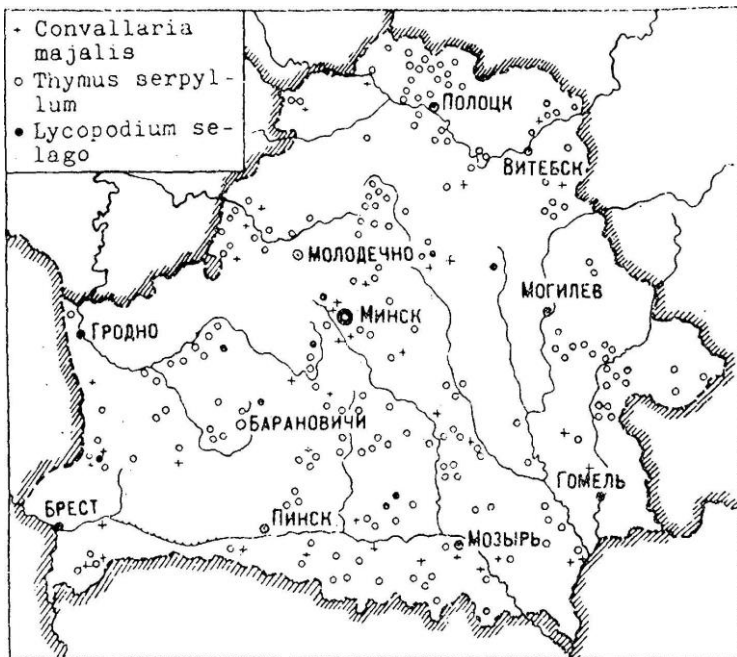 + Convallaria
majalis
○ Thymus serpyl-
lum
● Lycopodium se-
lago
ПОЛОЦК
ВИТЕБСК
МОЛОДЕЧНО
МОГИЛЕВ
МИНСК
ГРОДНО
БАРАНОВИЧИ
ГОМЕЛЬ
БРЕСТ
ПИНСК
МОЗЫРЬ